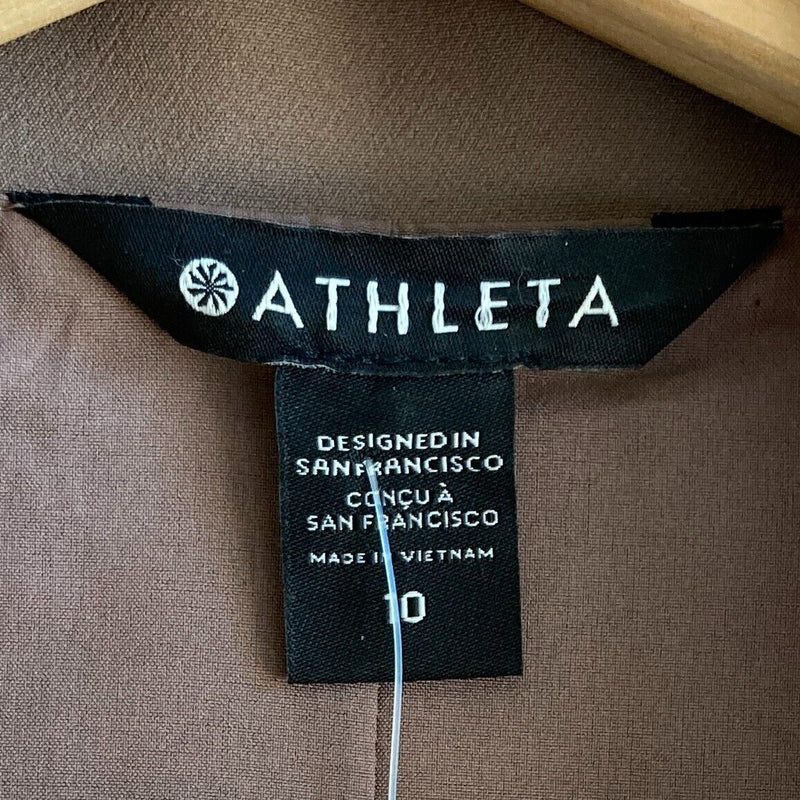 ATHLETA
DESIGNED IN
SAN FRANCISCO
CONÇU À
SAN FRANCISCO
MADE IN VIETNAM
10